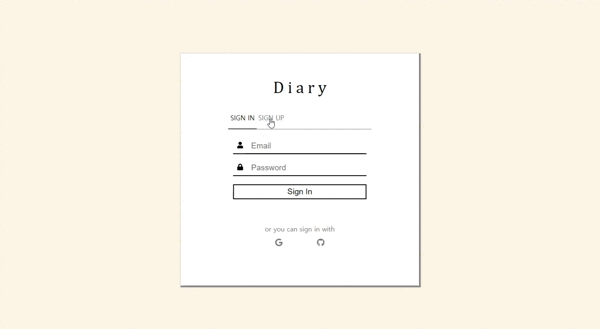 Diary
SIGN IN SIGN UP
Email
Password
Sign In
or you can sign in with